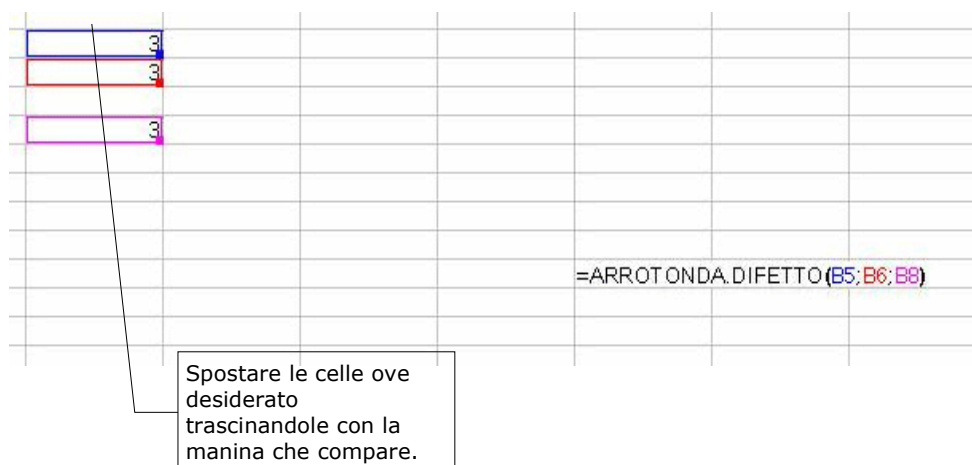 3
3
3
=ARROTONDA.DIFETTO(B5;B6;B8)
Spostare le celle ove
desiderato
trascinandole con la
manina che compare.